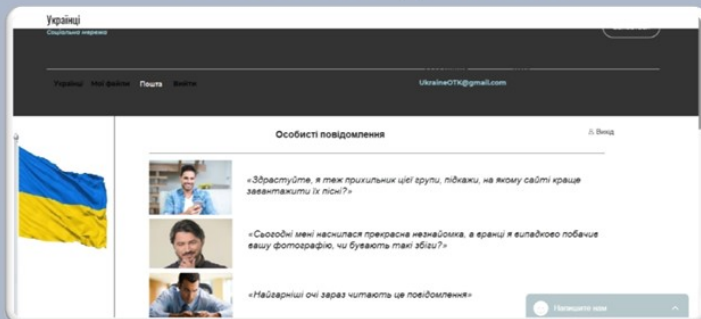 Українці
Соціальна мережа
Українці Мої файли Пошта Вийти
UkraineOTK@gmail.com
Особисті повідомлення
Вихід
«Здрастуйте, я теж прихильник цієї групи, підкажи, на якому сайті краще
завантажити їх пісні?»
«Сьогодні мені наснилася прекрасна незнайомка, а вранці я випадково побачив
вашу фотографію, чи бувають такі збіги?»
«Найгарніші очі зараз читають це повідомлення»
Напишите нам